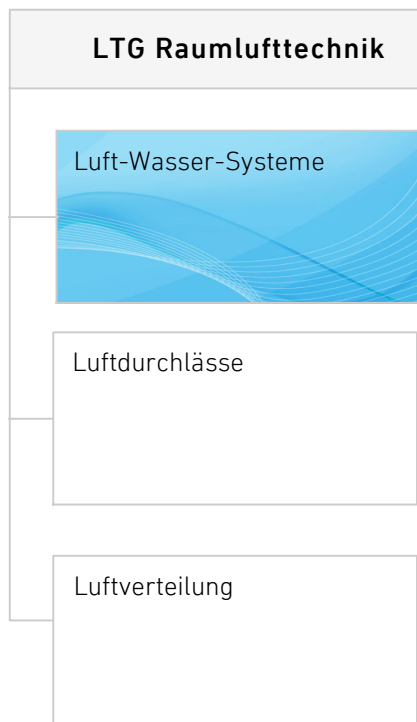 LTG Raumlufttechnik
Luft-Wasser-Systeme
Luftdurchlässe
Luftverteilung